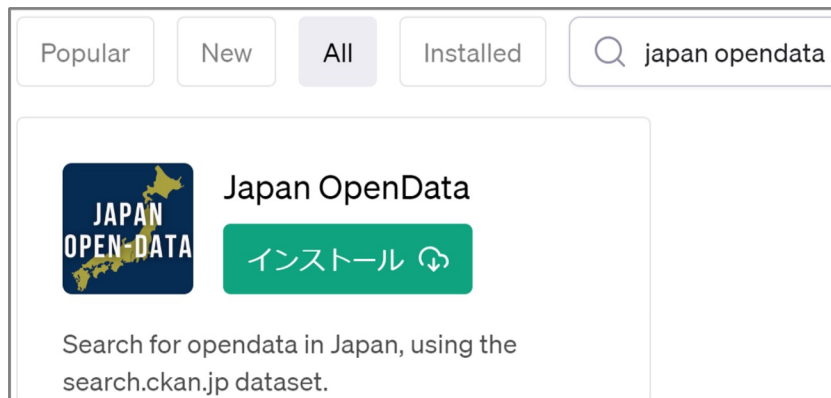 Popular New All Installed japan opendata
JAPAN
OPEN-DATA
Japan OpenData
インストール
Search for opendata in Japan, using the
search.ckan.jp dataset.